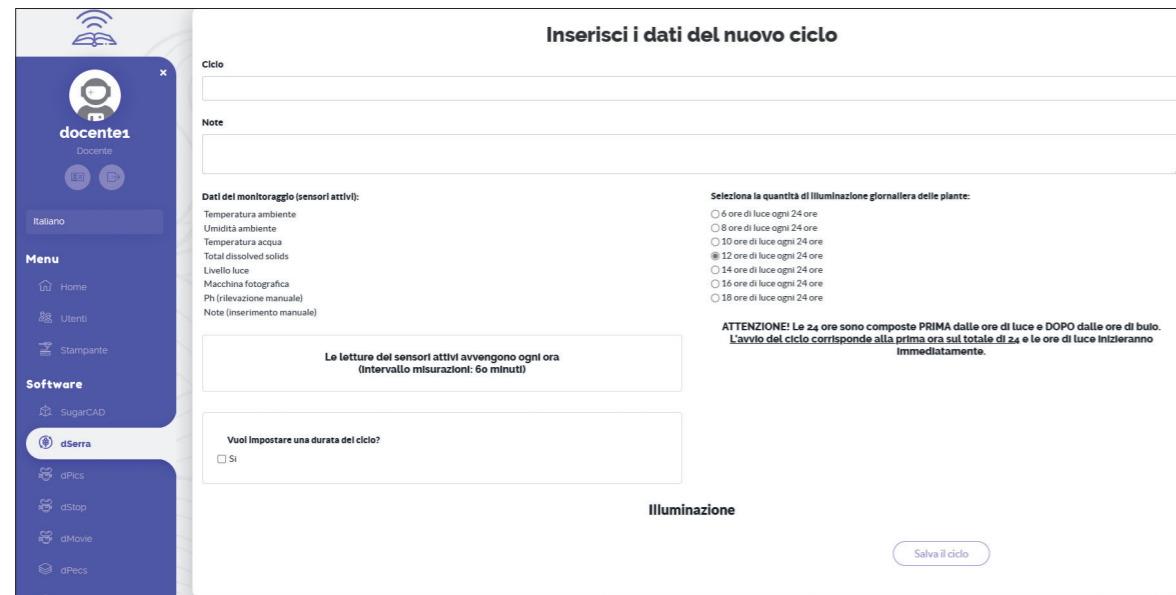 Inserisci i dati del nuovo ciclo
Ciclo
Note
Dati del monitoraggio (sensori attivi):
Temperatura ambiente
Umidità ambiente
Temperatura acqua
Total dissolved solids
Livello luce
Macchina fotografica
Ph (rilevazione manuale)
Note (inserimento manuale)
Le letture dei sensori attivi avvengono ogni ora
(intervallo misurazioni: 60 minuti)
Vuoi impostare una durata del ciclo?
Si
Seleziona la quantità di illuminazione giornaliera delle piante:
6 ore di luce ogni 24 ore
8 ore di luce ogni 24 ore
10 ore di luce ogni 24 ore
12 ore di luce ogni 24 ore
14 ore di luce ogni 24 ore
16 ore di luce ogni 24 ore
18 ore di luce ogni 24 ore
ATTENZIONE! Le 24 ore sono composte PRIMA dalle ore di luce e DOPO dalle ore di buio.
L'avvio del ciclo corrisponde alla prima ora sul totale di 24 e le ore di luce inizieranno
immediatamente.
Illuminazione
Salva il ciclo
×
docente1
Docente
Italiano
Menu
Home
Utenti
Stampante
Software
SugarCAD
dSerra
dPics
dStop
dMovie
dPecs